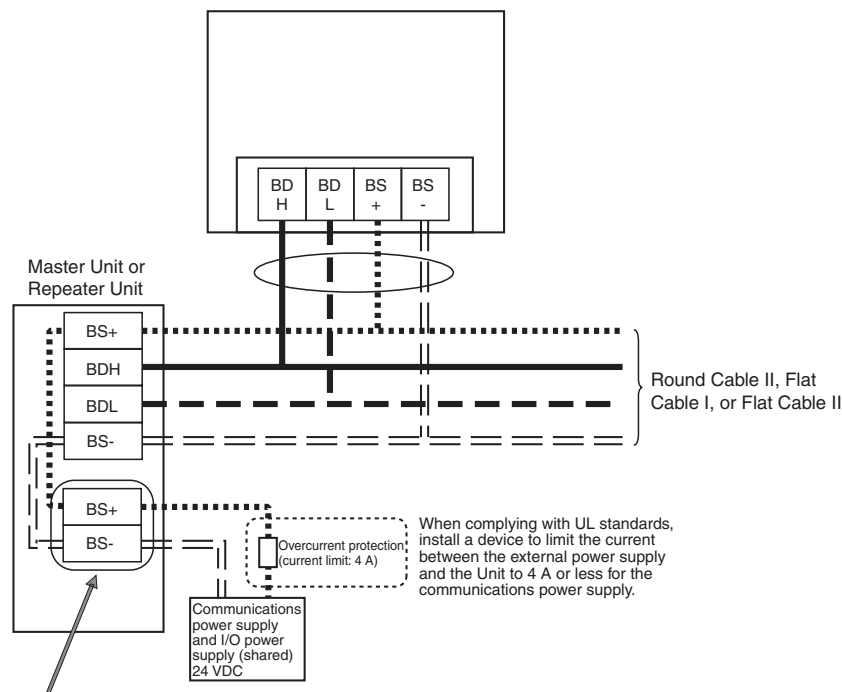 BD H
BD L
BS +
BS -
Master Unit or
Repeater Unit
BS+
BDH
BDL
BS-
Round Cable II, Flat
Cable I, or Flat Cable II
BS+
BS-
Overcurrent protection
(current limit: 4 A)
When complying with UL standards,
install a device to limit the current
between the external power supply
and the Unit to 4 A or less for the
communications power supply.
Communications
power supply
and I/O power
supply (shared)
24 VDC